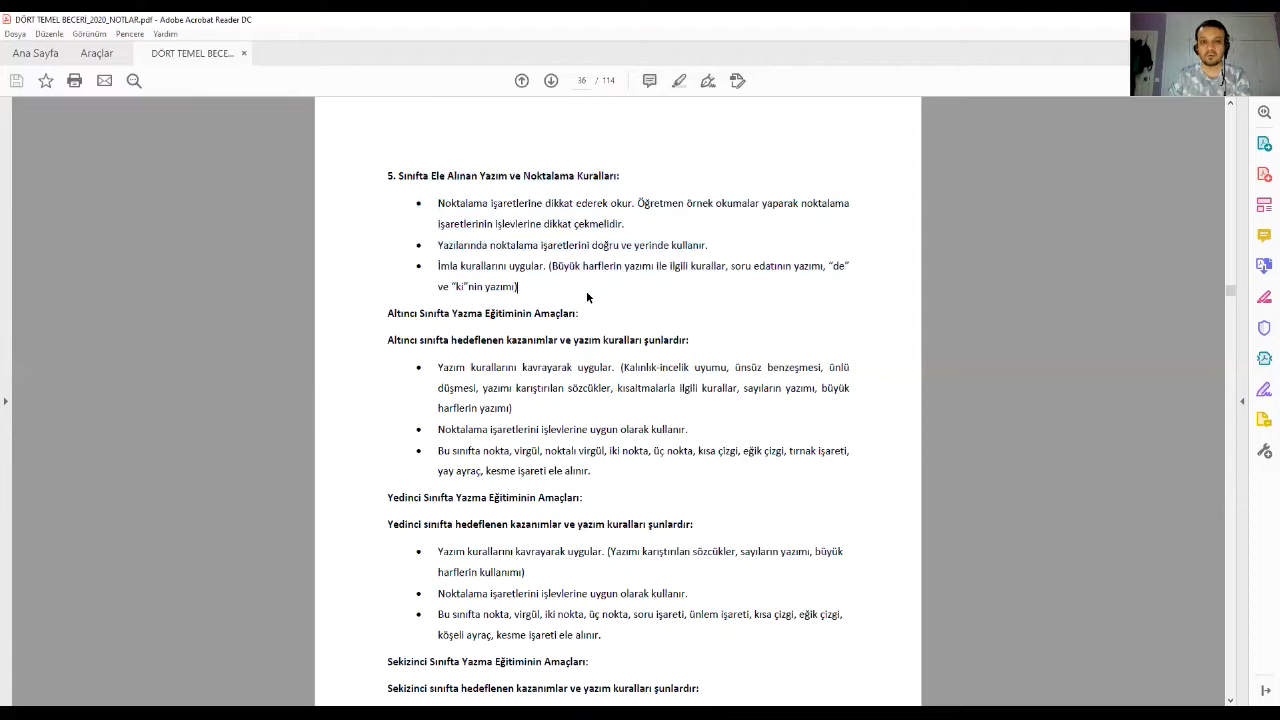 DÖRT TEMEL BECERİ_2020_NOTLAR.pdf - Adobe Acrobat Reader DC
Dosya Düzenle Görünüm Pencere Yardım
Ana Sayfa Araçlar DÖRT TEMEL BECE... ×
36 / 114
5. Sınıfta Ele Alınan Yazım ve Noktalama Kuralları:
• Noktalama işaretlerine dikkat ederek okur. Öğretmen örnek okumalar yaparak noktalama
işaretlerinin işlevlerine dikkat çekmelidir.
• Yazılarında noktalama işaretlerini doğru ve yerinde kullanır.
• İmla kurallarını uygular. (Büyük harflerin yazımı ile ilgili kurallar, soru edatının yazımı, “de”
ve “ki”nin yazımı)
Altıncı Sınıfta Yazma Eğitiminin Amaçları:
Altıncı sınıfta hedeflenen kazanımlar ve yazım kuralları şunlardır:
• Yazım kurallarını kavrayarak uygular. (Kalınlık-incelik uyumu, ünsüz benzeşmesi, ünlü
düşmesi, yazımı karıştırılan sözcükler, kısaltmalarla ilgili kurallar, sayıların yazımı, büyük
harflerin yazımı)
• Noktalama işaretlerini işlevlerine uygun olarak kullanır.
• Bu sınıfta nokta, virgül, noktalı virgül, iki nokta, üç nokta, kısa çizgi, eğik çizgi, tırnak işareti,
yay ayraç, kesme işareti ele alınır.
Yedinci Sınıfta Yazma Eğitiminin Amaçları:
Yedinci sınıfta hedeflenen kazanımlar ve yazım kuralları şunlardır:
• Yazım kurallarını kavrayarak uygular. (Yazımı karıştırılan sözcükler, sayıların yazımı, büyük
harflerin kullanımı)
• Noktalama işaretlerini işlevlerine uygun olarak kullanır.
• Bu sınıfta nokta, virgül, iki nokta, üç nokta, soru işareti, ünlem işareti, kısa çizgi, eğik çizgi,
köşeli ayraç, kesme işareti ele alınır.
Sekizinci Sınıfta Yazma Eğitiminin Amaçları:
Sekizinci sınıfta hedeflenen kazanımlar ve yazım kuralları şunlardır: